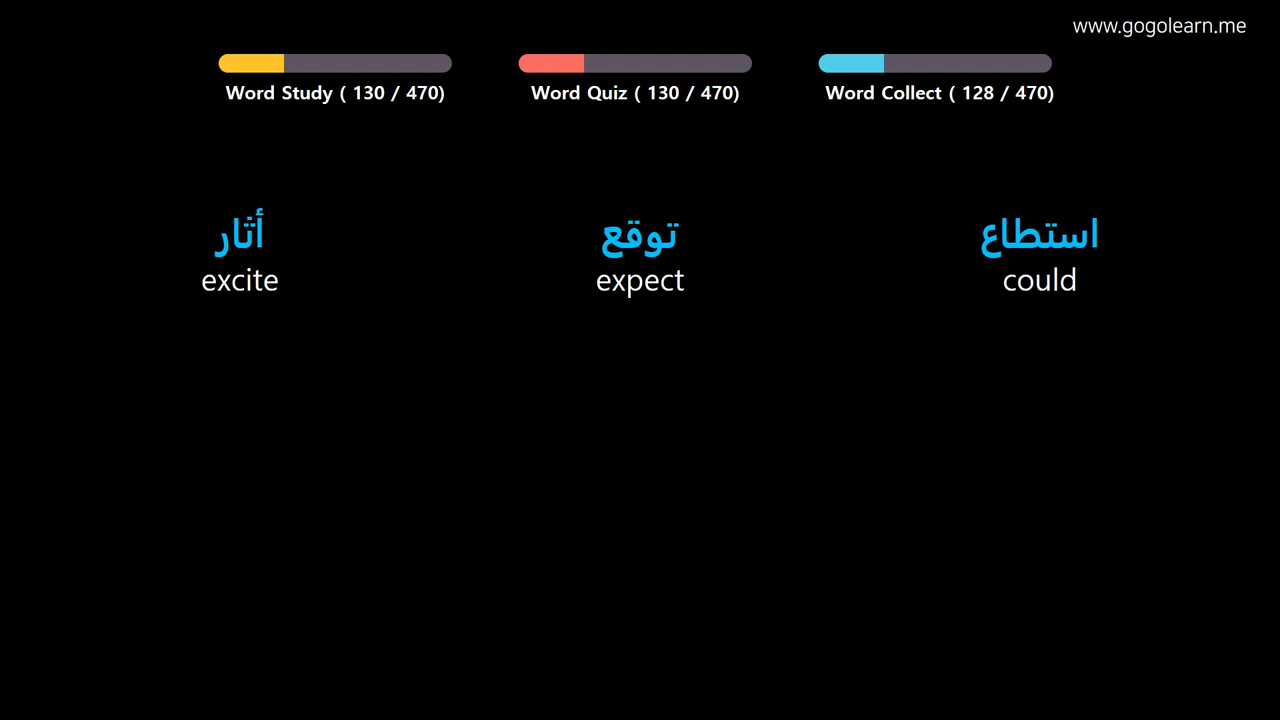 www.gogolearn.me
Word Study ( 130 / 470)
Word Quiz ( 130 / 470)
Word Collect ( 128 / 470)
أثار
excite
توقع
expect
استطاع
could